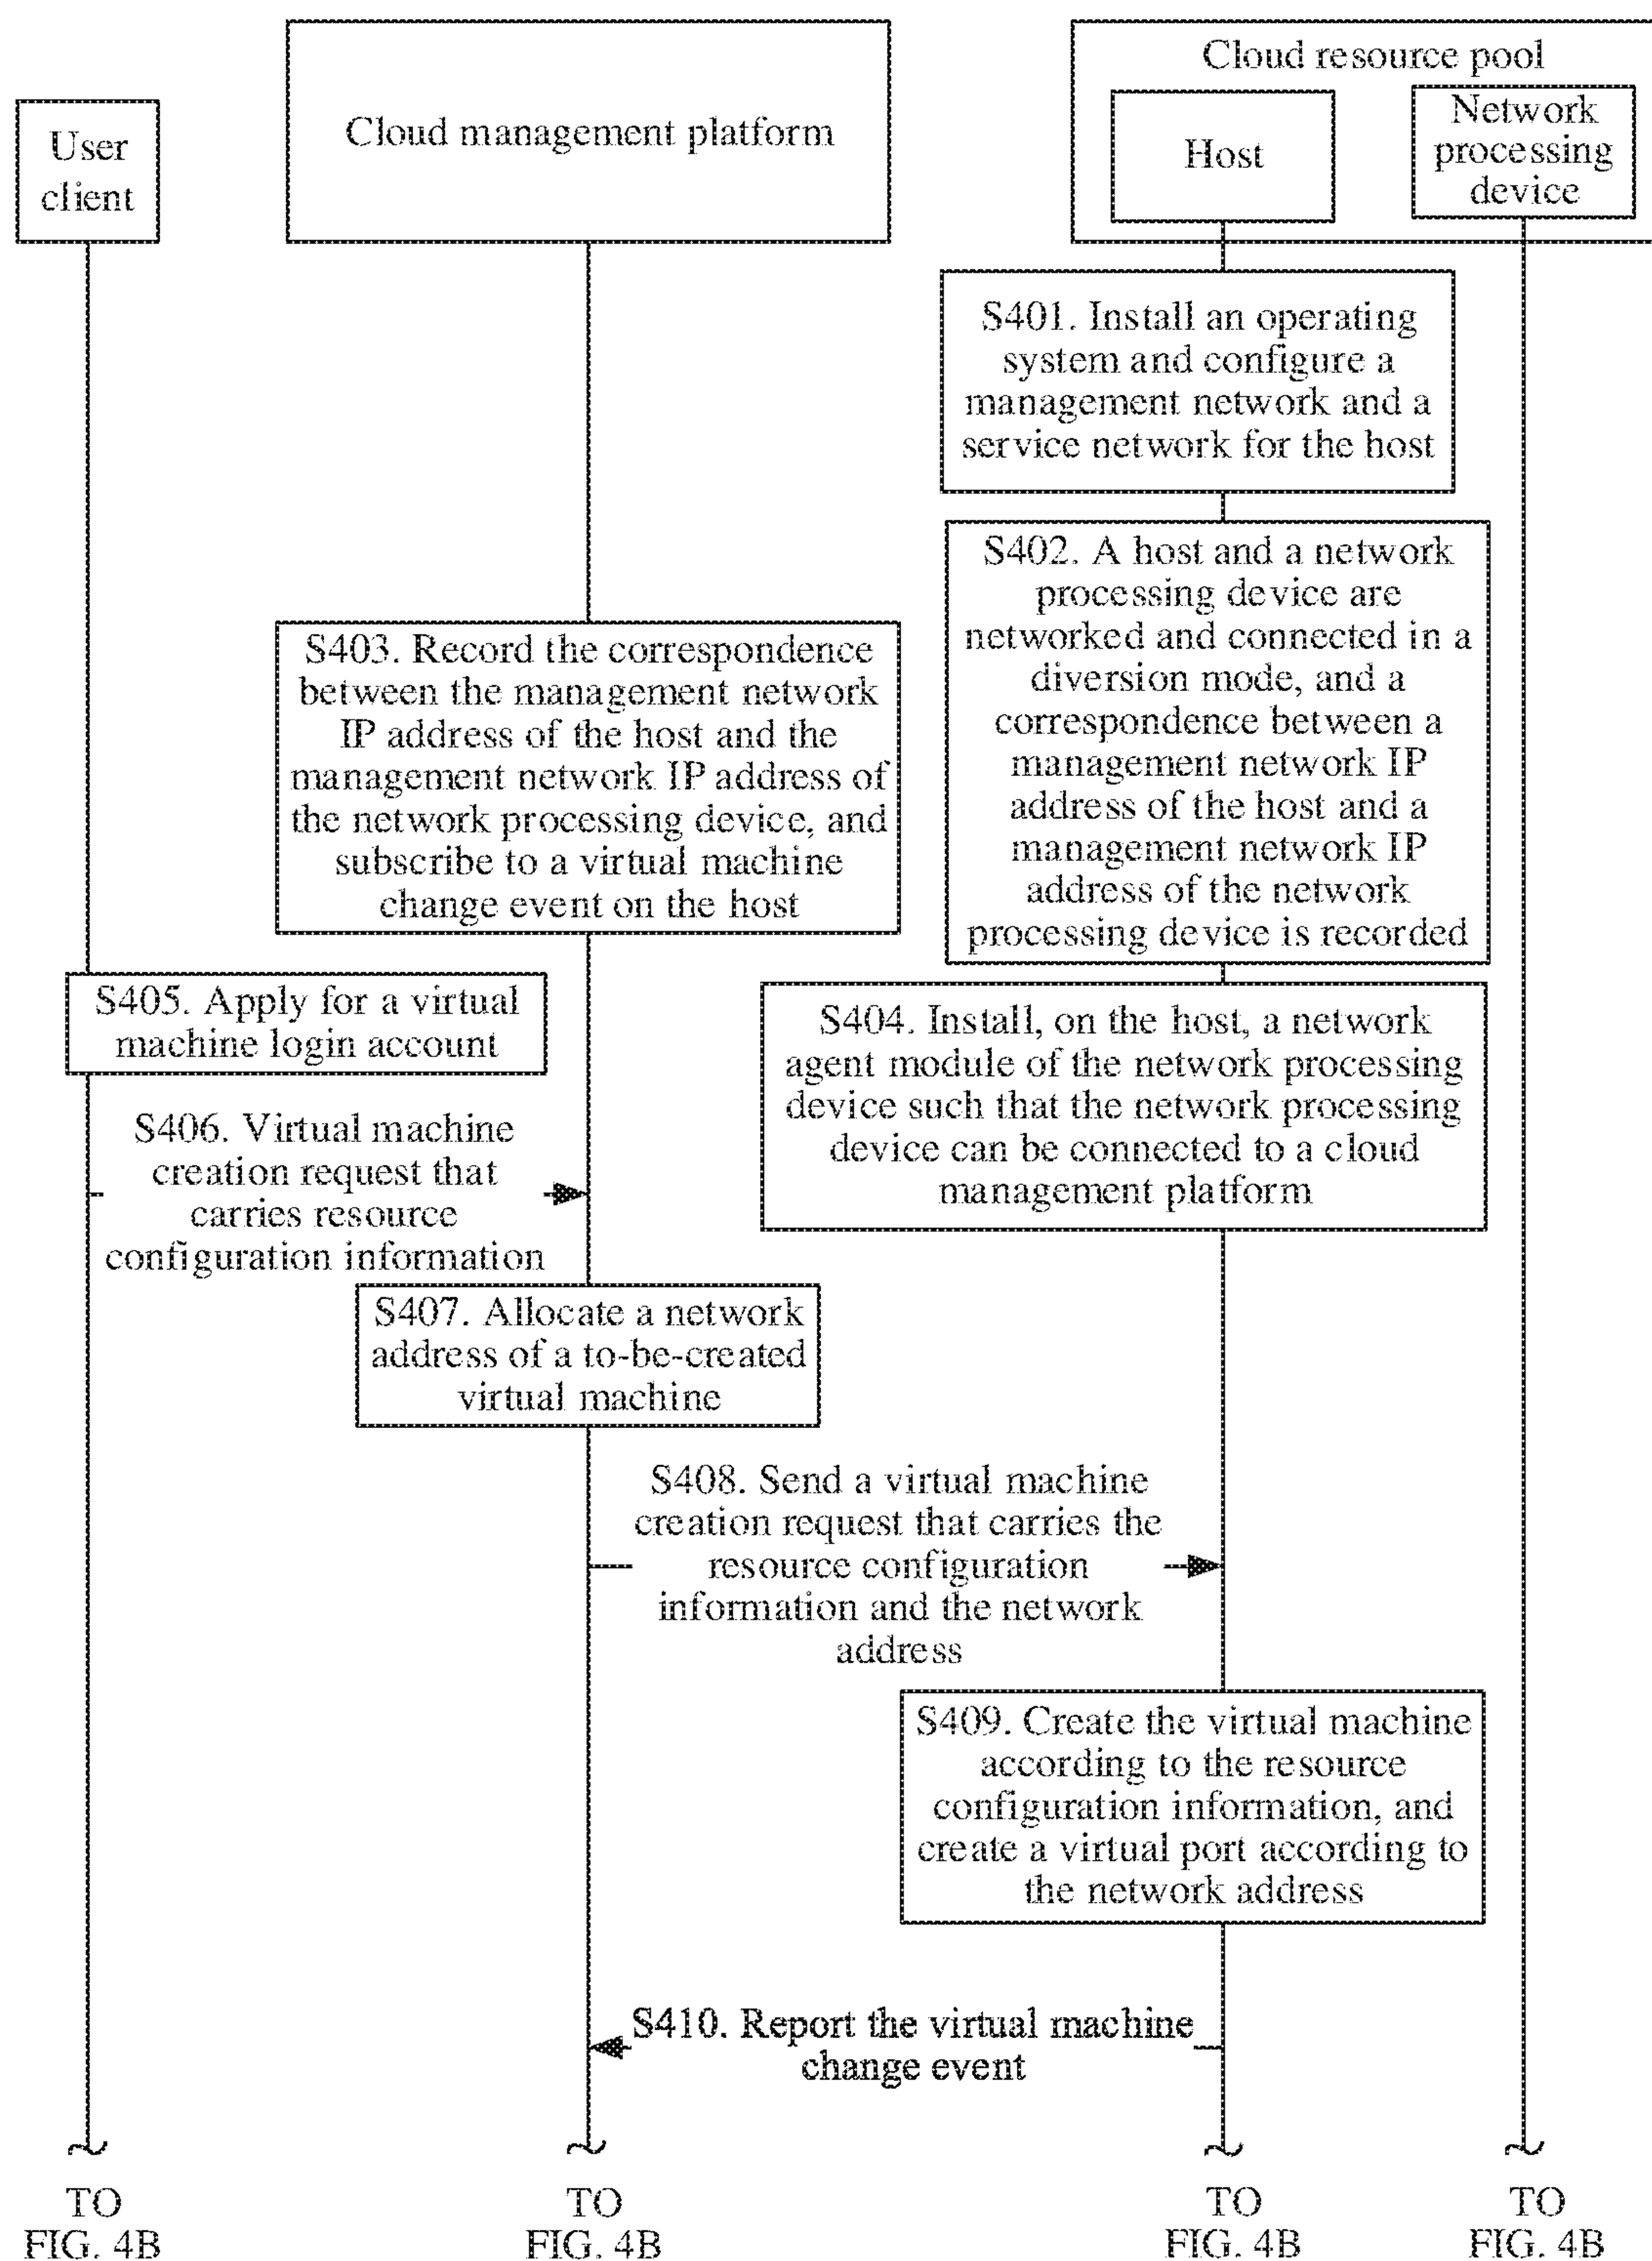 Cloud resource pool
User
client
Cloud management platform
Host
Network
processing
device
S401. Install an operating
system and configure a
management network and a
service network for the host
S402. A host and a network
processing device are
networked and connected in a
diversion mode, and a
correspondence between a
management network IP
address of the host and a
management network IP
address of the network
processing device is recorded
S403. Record the correspondence
between the management network
IP address of the host and the
management network IP address of
the network processing device, and
subscribe to a virtual machine
change event on the host
S404. Install, on the host, a network
agent module of the network processing
device such that the network processing
device can be connected to a cloud
management platform
S405. Apply for a virtual
machine login account
S406. Virtual machine
creation request that
carries resource
configuration information
S407. Allocate a network
address of a to-be-created
virtual machine
S408. Send a virtual machine
creation request that carries the
resource configuration
information and the network
address
S409. Create the virtual machine
according to the resource
configuration information, and
create a virtual port according to
the network address
S410. Report the virtual machine
change event
TO
FIG. 4B
TO
FIG. 4B
TO
FIG. 4B
TO
FIG. 4B